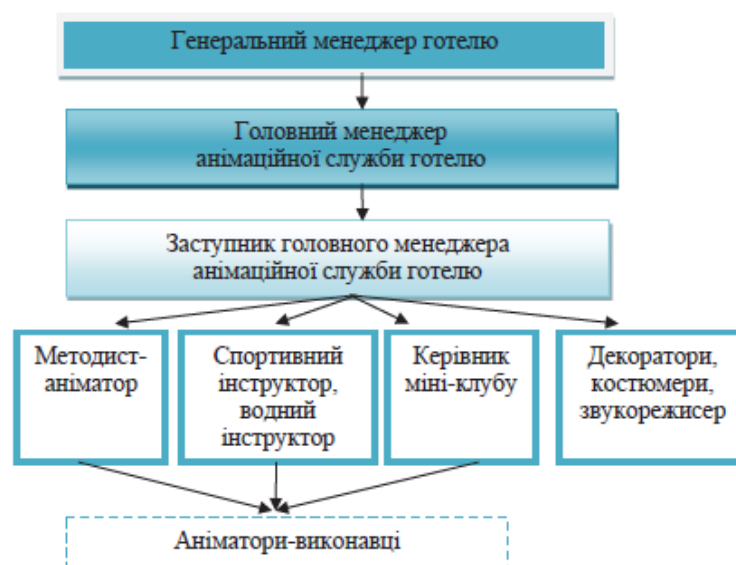 Генеральний менеджер готелю
Головний менеджер
анімаційної служби готелю
Заступник головного менеджера
анімаційної служби готелю
Методист-
аніматор
Спортивний
інструктор,
водний
інструктор
Керівник
міні-клубу
Декоратори,
костюмери,
звукорежисер
Аніматори-виконавці